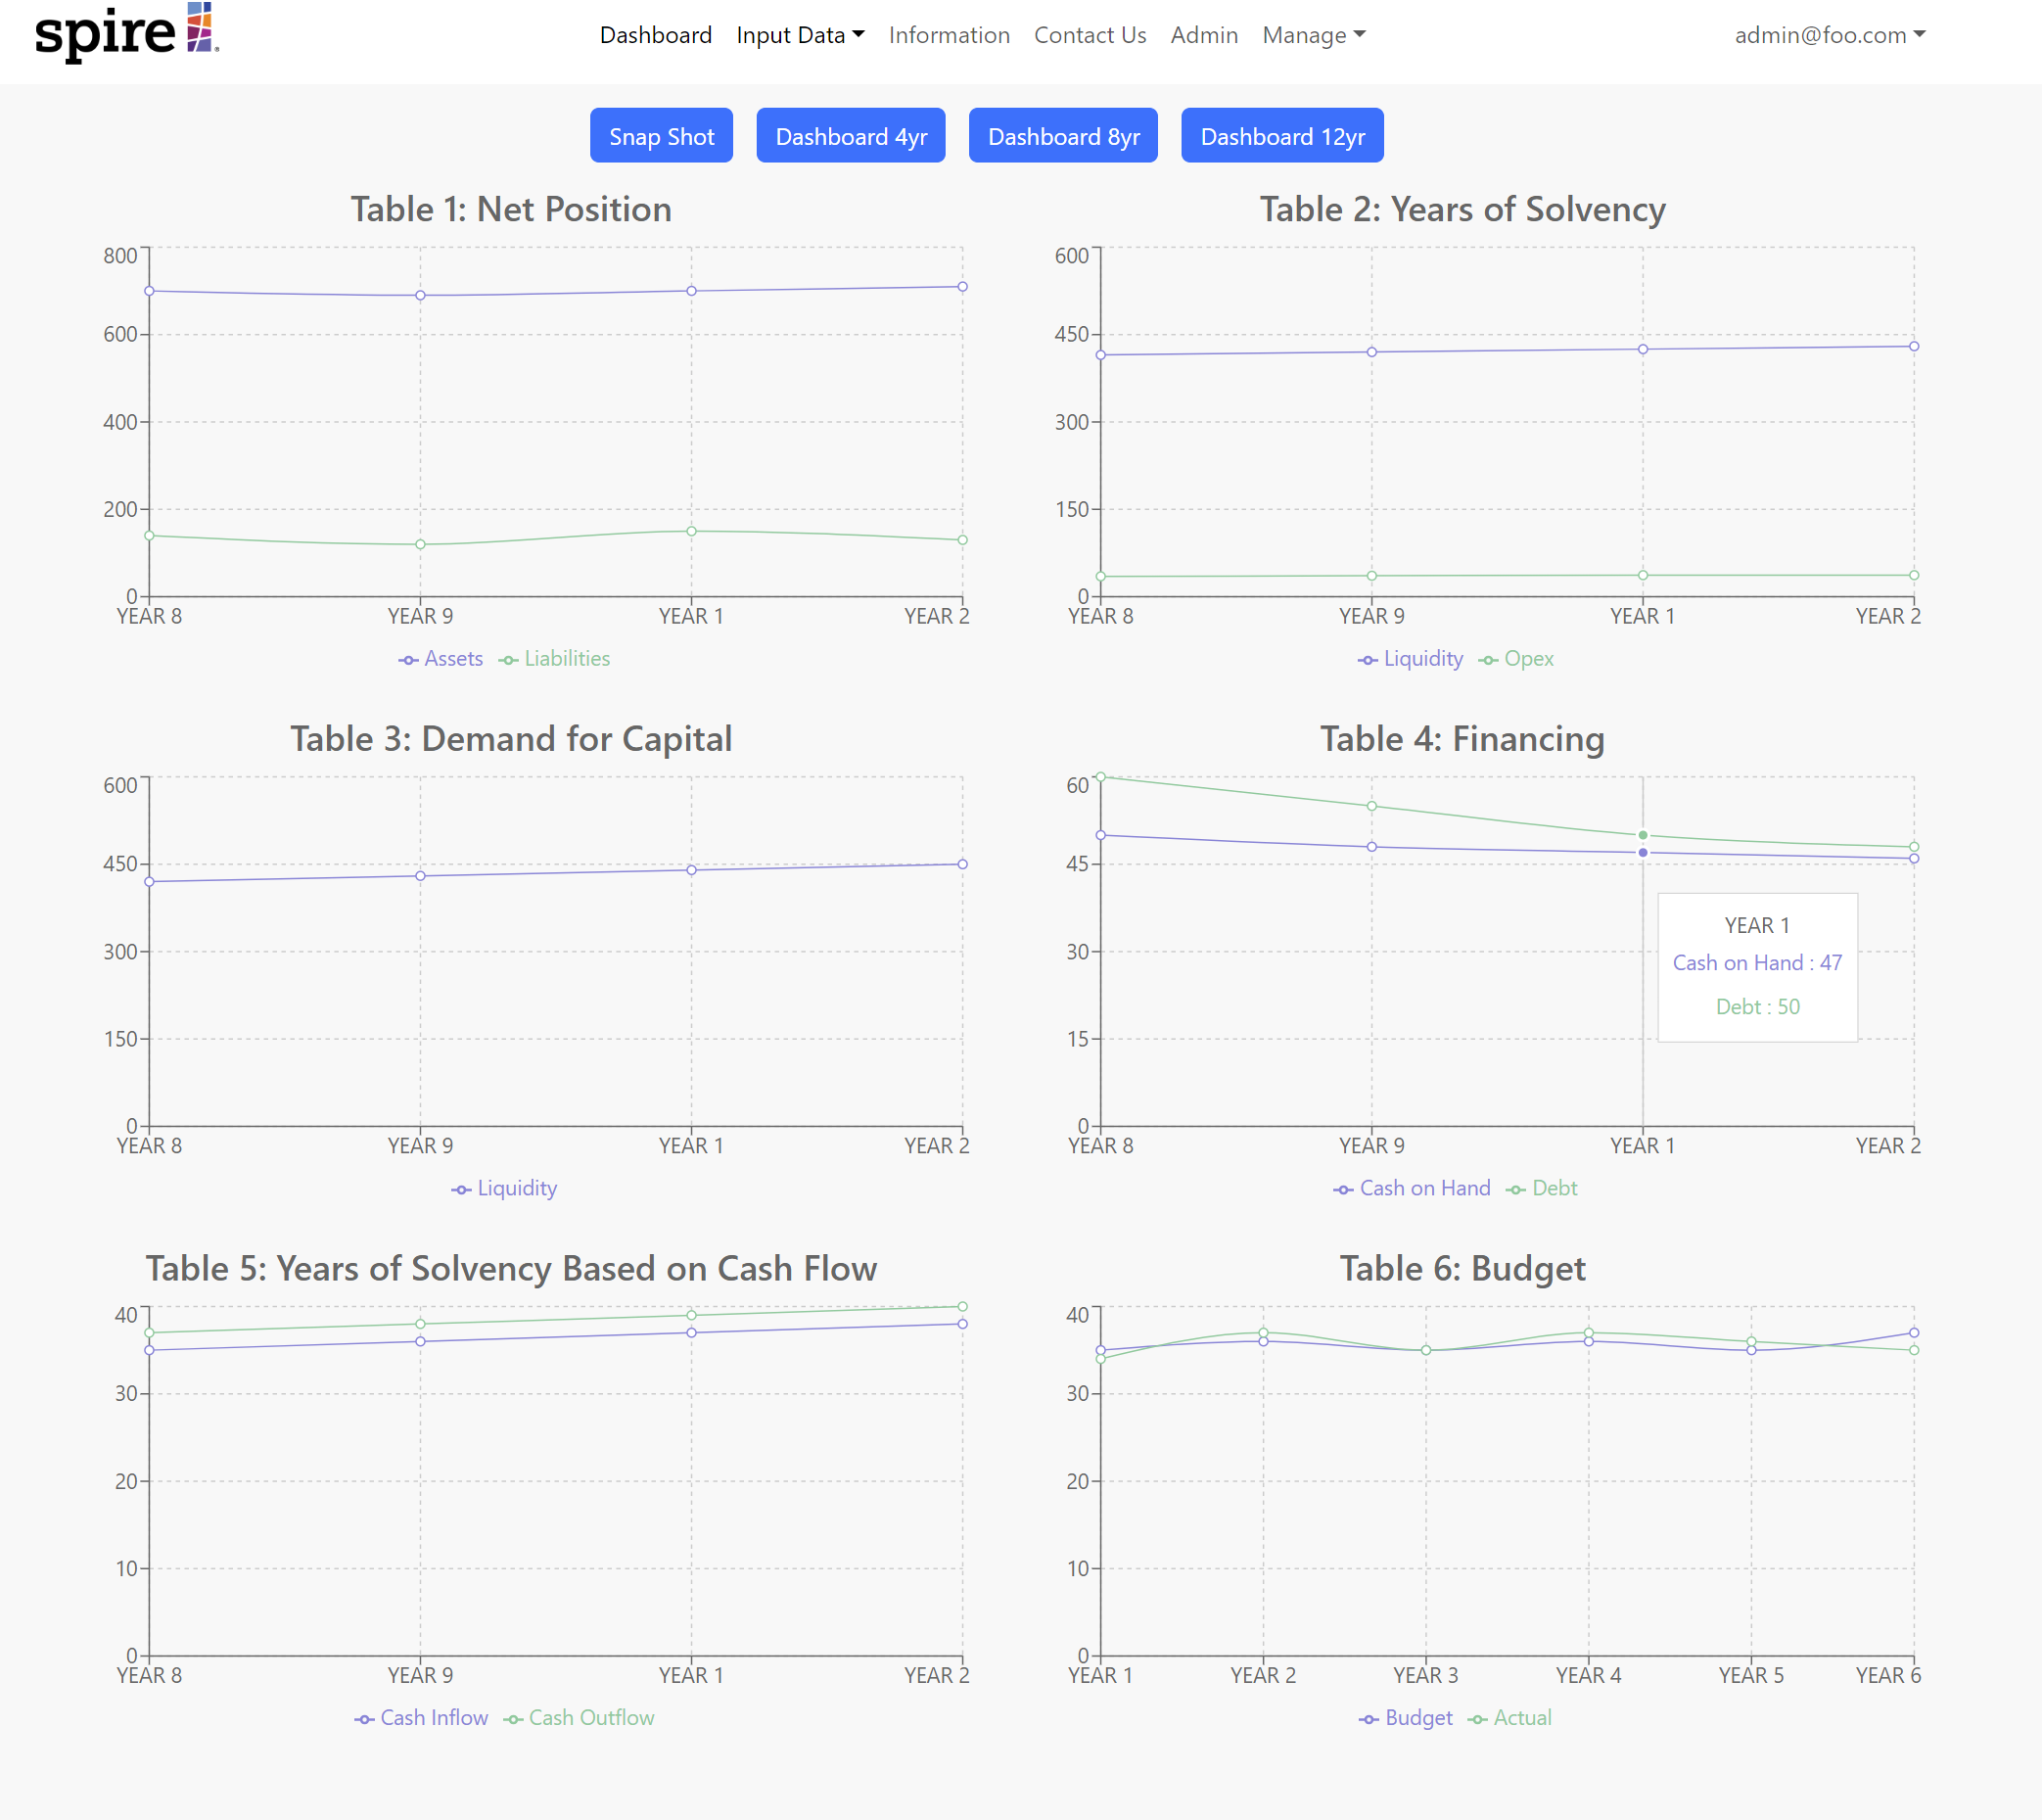 spire
Dashboard Input Data Information Contact Us Admin Manage admin@foo.com
Snap Shot Dashboard 4yr Dashboard 8yr Dashboard 12yr
Table 1: Net Position
800
600
400
200
0
YEAR 8 YEAR 9 YEAR 1 YEAR 2
Assets Liabilities
Table 2: Years of Solvency
600
450
300
150
0
YEAR 8 YEAR 9 YEAR 1 YEAR 2
Liquidity Opex
Table 3: Demand for Capital
600
450
300
150
0
YEAR 8 YEAR 9 YEAR 1 YEAR 2
Liquidity
Table 4: Financing
60
45
30
15
0
YEAR 1
Cash on Hand : 47
Debt : 50
YEAR 8 YEAR 9 YEAR 1 YEAR 2
Cash on Hand Debt
Table 5: Years of Solvency Based on Cash Flow
40
30
20
10
0
YEAR 8 YEAR 9 YEAR 1 YEAR 2
Cash Inflow Cash Outflow
Table 6: Budget
40
30
20
10
0
YEAR 1 YEAR 2 YEAR 3 YEAR 4 YEAR 5 YEAR 6
Budget Actual